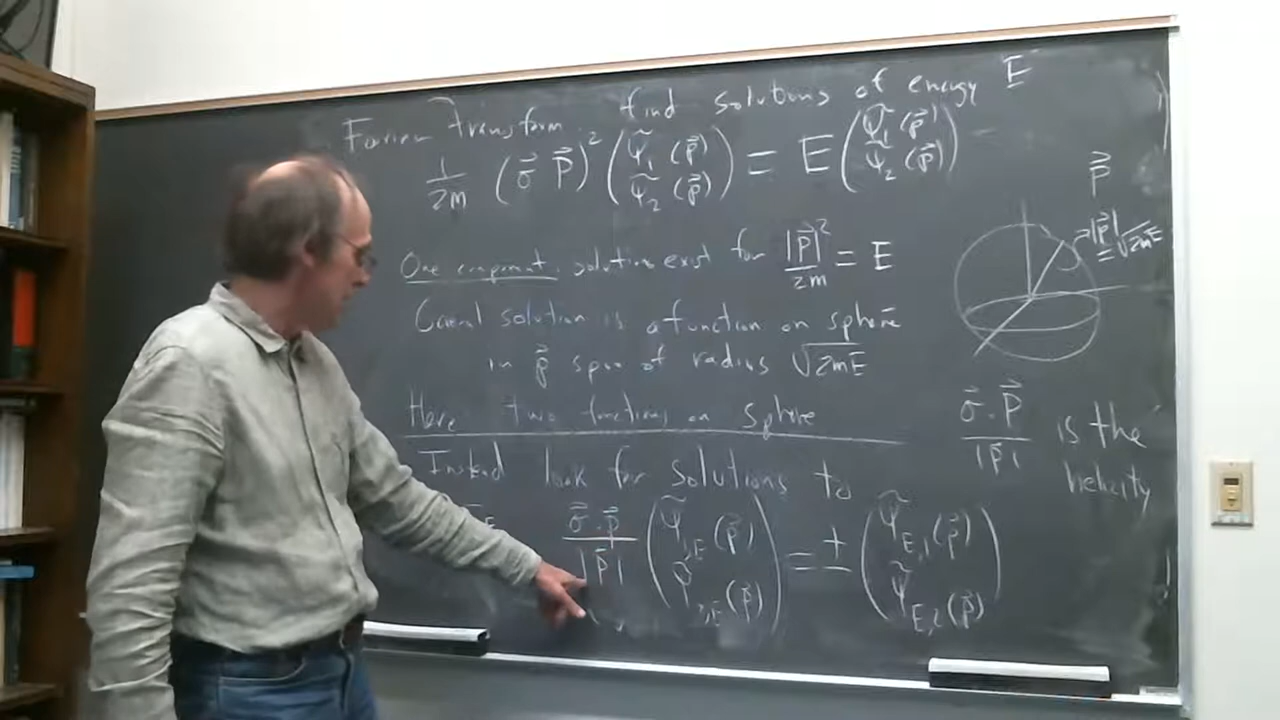 Fourier Transform, find solutions of energy E
1/2m (σ⃗ p⃗)² (ψ̃₁(p⃗) ψ̃₂(p⃗)) = E (ψ̃₁(p⃗) ψ̃₂(p⃗))
One component, solutions exist for |p⃗|²/2m = E
General solution is a function on sphere
in p⃗ space of radius √2mE
Here two functions on sphere
Instead look for solutions to
σ⃗·p⃗/|p⃗| (ψ̃₁,E(p⃗) ψ̃₂,E(p⃗)) = ± (ψ̃E,1(p⃗) ψ̃E,2(p⃗))
p⃗
|p⃗| = √2mE
σ⃗·p⃗/|p⃗| is the
helicity